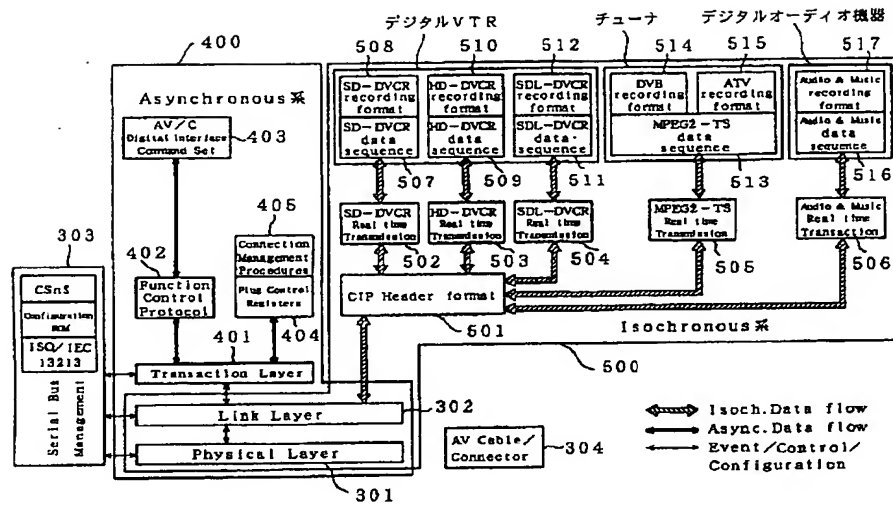 デジタルVTR
チューナ
デジタルオーディオ機器
400
508
510
512
514
515
517
Asynchronous系
SD-DVCR
recording
format
SD-DVCR
data
sequence
HD-DVCR
recording
format
HD-DVCR
data
sequence
SDL-DVCR
recording
format
SDL-DVCR
data
sequence
DVB
recording
format
ATV
recording
format
MPEG2-TS
data
sequence
Audio & Music
recording
format
Audio & Music
data
sequence
AV/C
Digital Interface
Command Set
403
507
509
511
513
516
405
SD-DVCR
Real time
Transmission
HD-DVCR
Real time
Transmission
SDL-DVCR
Real time
Transmission
MPEG2-TS
Real time
Transmission
Audio & Music
Real time
Transaction
502
503
504
505
506
303
402
Connection
Management
Procedures
Plug Control
Registers
404
CSnS
Configuration
ROM
ISO/IEC
13213
Function
Control
Protocol
CIP Header format
501
Isochronous系
401
500
Transaction Layer
Serial Bus
Management
Link Layer
302
Physical Layer
301
AV Cable/
Connector
304
Isoch.Data flow
Async.Data flow
Event/Control/
Configuration